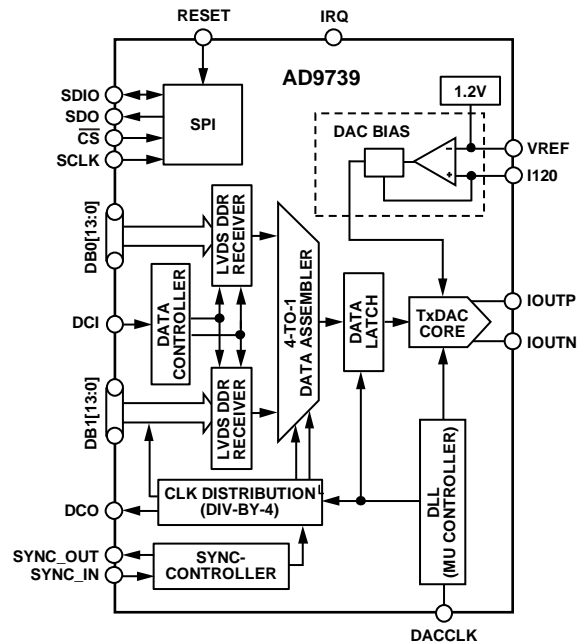 RESET
IRQ
AD9739
SDIO
SDO
CS
SCLK
SPI
1.2V
DAC BIAS
VREF
I120
DB0[13:0]
LVDS DDR
RECEIVER
DCI
DATA
CONTROLLER
4-TO-1
DATA ASSEMBLER
DATA
LATCH
TxDAC
CORE
IOUTP
IOUTN
DB1[13:0]
LVDS DDR
RECEIVER
DCO
CLK DISTRIBUTION
(DIV-BY-4)
DLL
(MU CONTROLLER)
SYNC_OUT
SYNC_IN
SYNC-
CONTROLLER
DACCLK